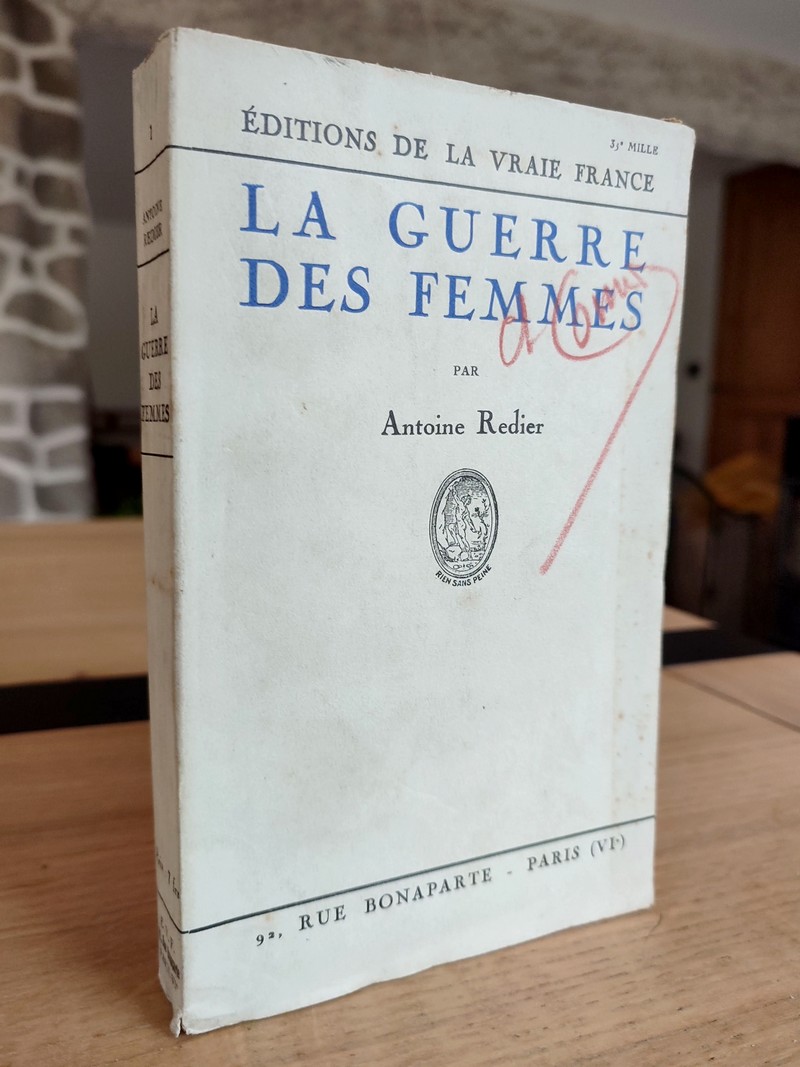 ÉDITIONS DE LA VRAIE FRANCE
35e MILLE
LA GUERRE
DES FEMMES
PAR
Antoine Redier
RIEN SANS PEINE
92, RUE BONAPARTE - PARIS (VIe)
1
ANTOINE
REDIER
LA
GUERRE
DES
FEMMES